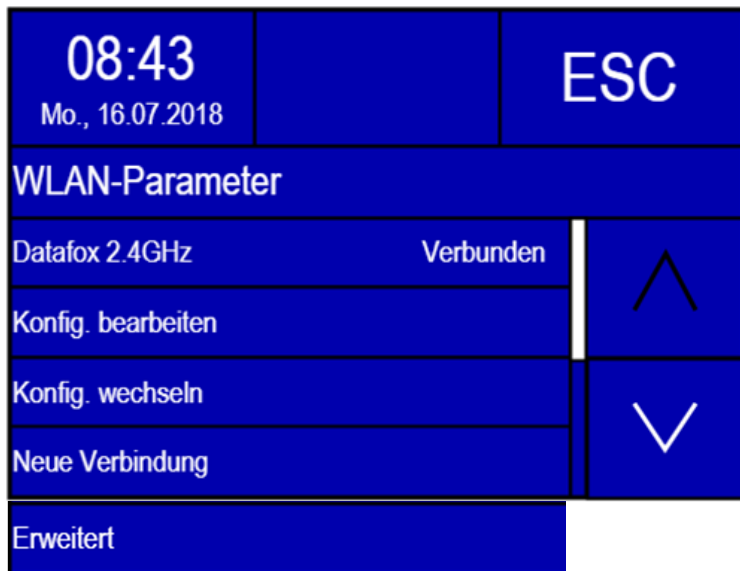 08:43
Mo., 16.07.2018
ESC
WLAN-Parameter
Datafox 2.4GHz Verbunden
Konfig. bearbeiten
Konfig. wechseln
Neue Verbindung
Erweitert